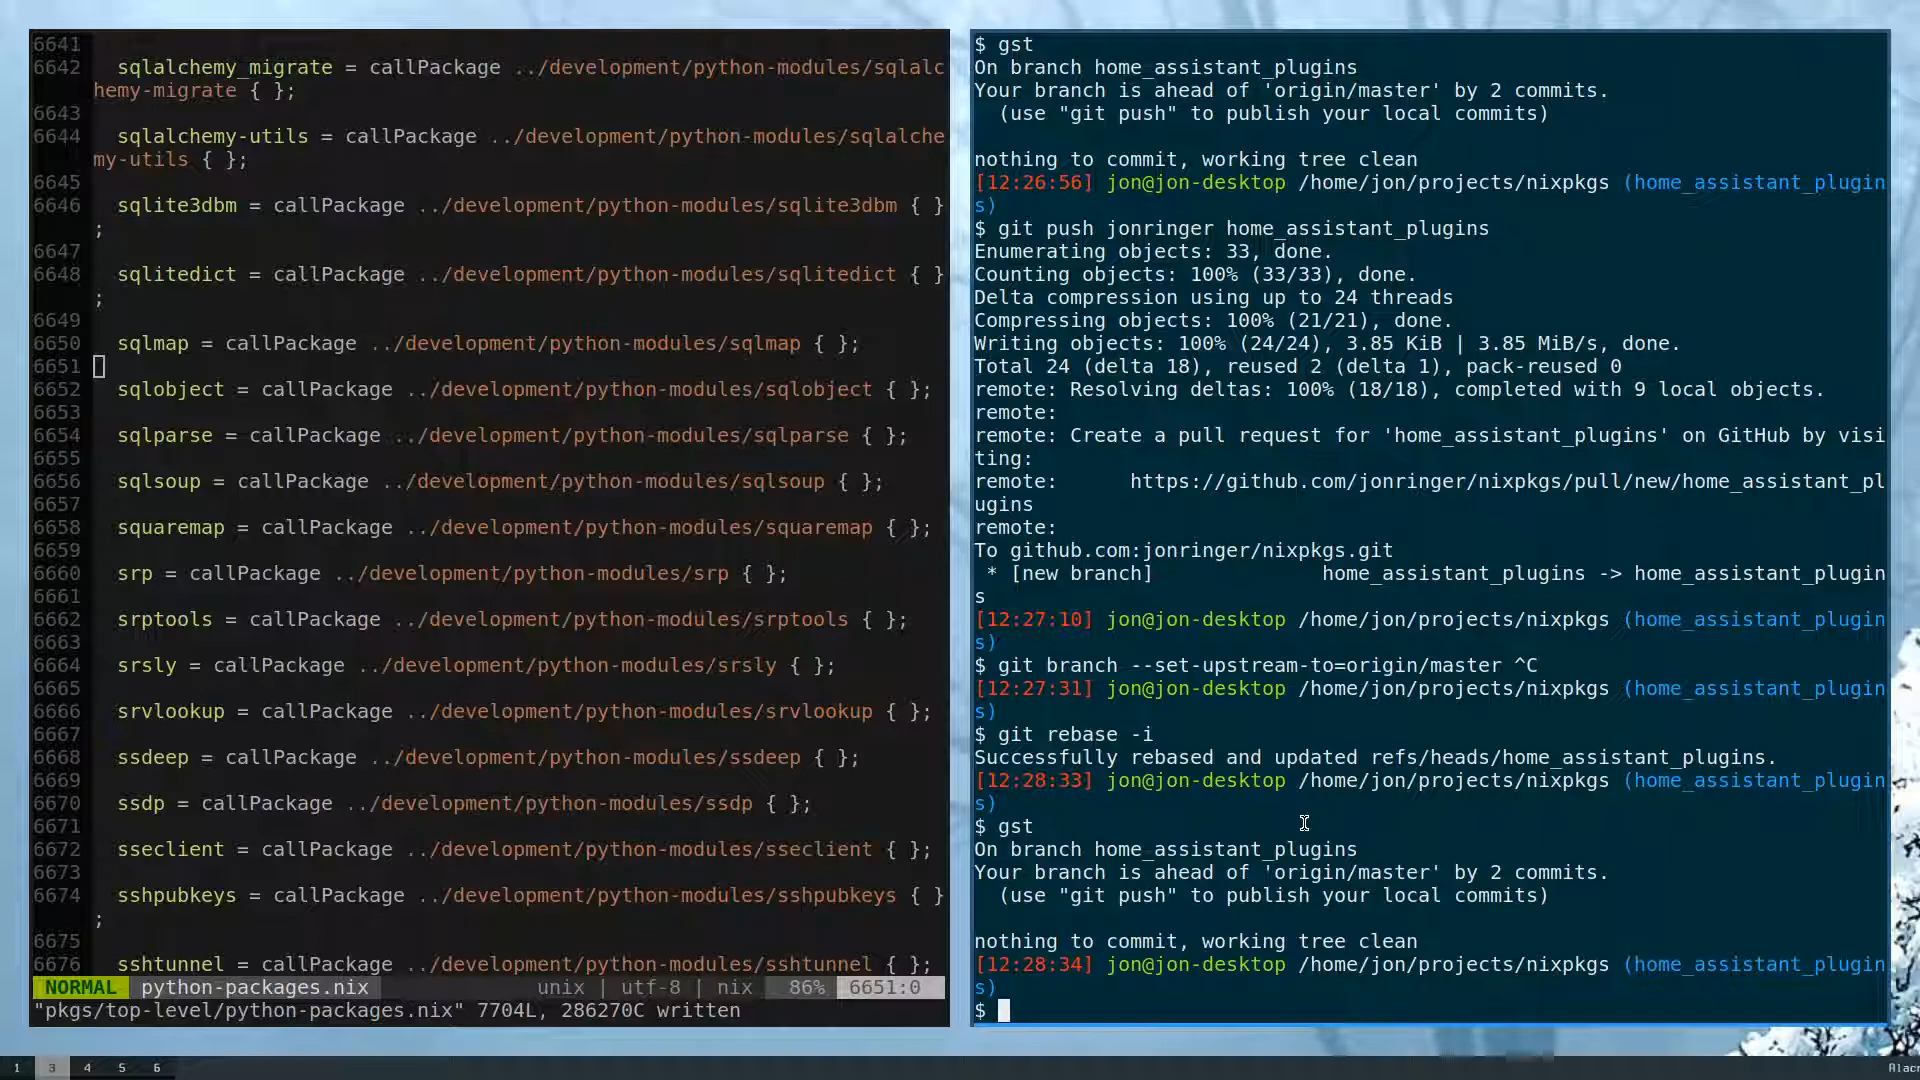 6641
6642   sqlalchemy_migrate = callPackage ../development/python-modules/sqlalc
hemy-migrate { };
6643
6644   sqlalchemy-utils = callPackage ../development/python-modules/sqlalche
my-utils { };
6645
6646   sqlite3dbm = callPackage ../development/python-modules/sqlite3dbm { }
;
6647
6648   sqlitedict = callPackage ../development/python-modules/sqlitedict { }
;
6649
6650   sqlmap = callPackage ../development/python-modules/sqlmap { };
6651
6652   sqlobject = callPackage ../development/python-modules/sqlobject { };
6653
6654   sqlparse = callPackage ../development/python-modules/sqlparse { };
6655
6656   sqlsoup = callPackage ../development/python-modules/sqlsoup { };
6657
6658   squaremap = callPackage ../development/python-modules/squaremap { };
6659
6660   srp = callPackage ../development/python-modules/srp { };
6661
6662   srptools = callPackage ../development/python-modules/srptools { };
6663
6664   srsly = callPackage ../development/python-modules/srsly { };
6665
6666   srvlookup = callPackage ../development/python-modules/srvlookup { };
6667
6668   ssdeep = callPackage ../development/python-modules/ssdeep { };
6669
6670   ssdp = callPackage ../development/python-modules/ssdp { };
6671
6672   sseclient = callPackage ../development/python-modules/sseclient { };
6673
6674   sshpubkeys = callPackage ../development/python-modules/sshpubkeys { }
;
6675
6676   sshtunnel = callPackage ../development/python-modules/sshtunnel { };
NORMAL python-packages.nix unix | utf-8 | nix 86% 6651:0
"pkgs/top-level/python-packages.nix" 7704L, 286270C written
$ gst
On branch home_assistant_plugins
Your branch is ahead of 'origin/master' by 2 commits.
  (use "git push" to publish your local commits)
nothing to commit, working tree clean
[12:26:56] jon@jon-desktop /home/jon/projects/nixpkgs (home_assistant_plugin
s)
$ git push jonringer home_assistant_plugins
Enumerating objects: 33, done.
Counting objects: 100% (33/33), done.
Delta compression using up to 24 threads
Compressing objects: 100% (21/21), done.
Writing objects: 100% (24/24), 3.85 KiB | 3.85 MiB/s, done.
Total 24 (delta 18), reused 2 (delta 1), pack-reused 0
remote: Resolving deltas: 100% (18/18), completed with 9 local objects.
remote:
remote: Create a pull request for 'home_assistant_plugins' on GitHub by visi
ting:
remote:      https://github.com/jonringer/nixpkgs/pull/new/home_assistant_pl
ugins
remote:
To github.com:jonringer/nixpkgs.git
 * [new branch]              home_assistant_plugins -> home_assistant_plugin
s
[12:27:10] jon@jon-desktop /home/jon/projects/nixpkgs (home_assistant_plugin
s)
$ git branch --set-upstream-to=origin/master ^C
[12:27:31] jon@jon-desktop /home/jon/projects/nixpkgs (home_assistant_plugin
s)
$ git rebase -i
Successfully rebased and updated refs/heads/home_assistant_plugins.
[12:28:33] jon@jon-desktop /home/jon/projects/nixpkgs (home_assistant_plugin
s)
$ gst
On branch home_assistant_plugins
Your branch is ahead of 'origin/master' by 2 commits.
  (use "git push" to publish your local commits)
nothing to commit, working tree clean
[12:28:34] jon@jon-desktop /home/jon/projects/nixpkgs (home_assistant_plugin
s)
$
1 3 4 5 6 Alacr